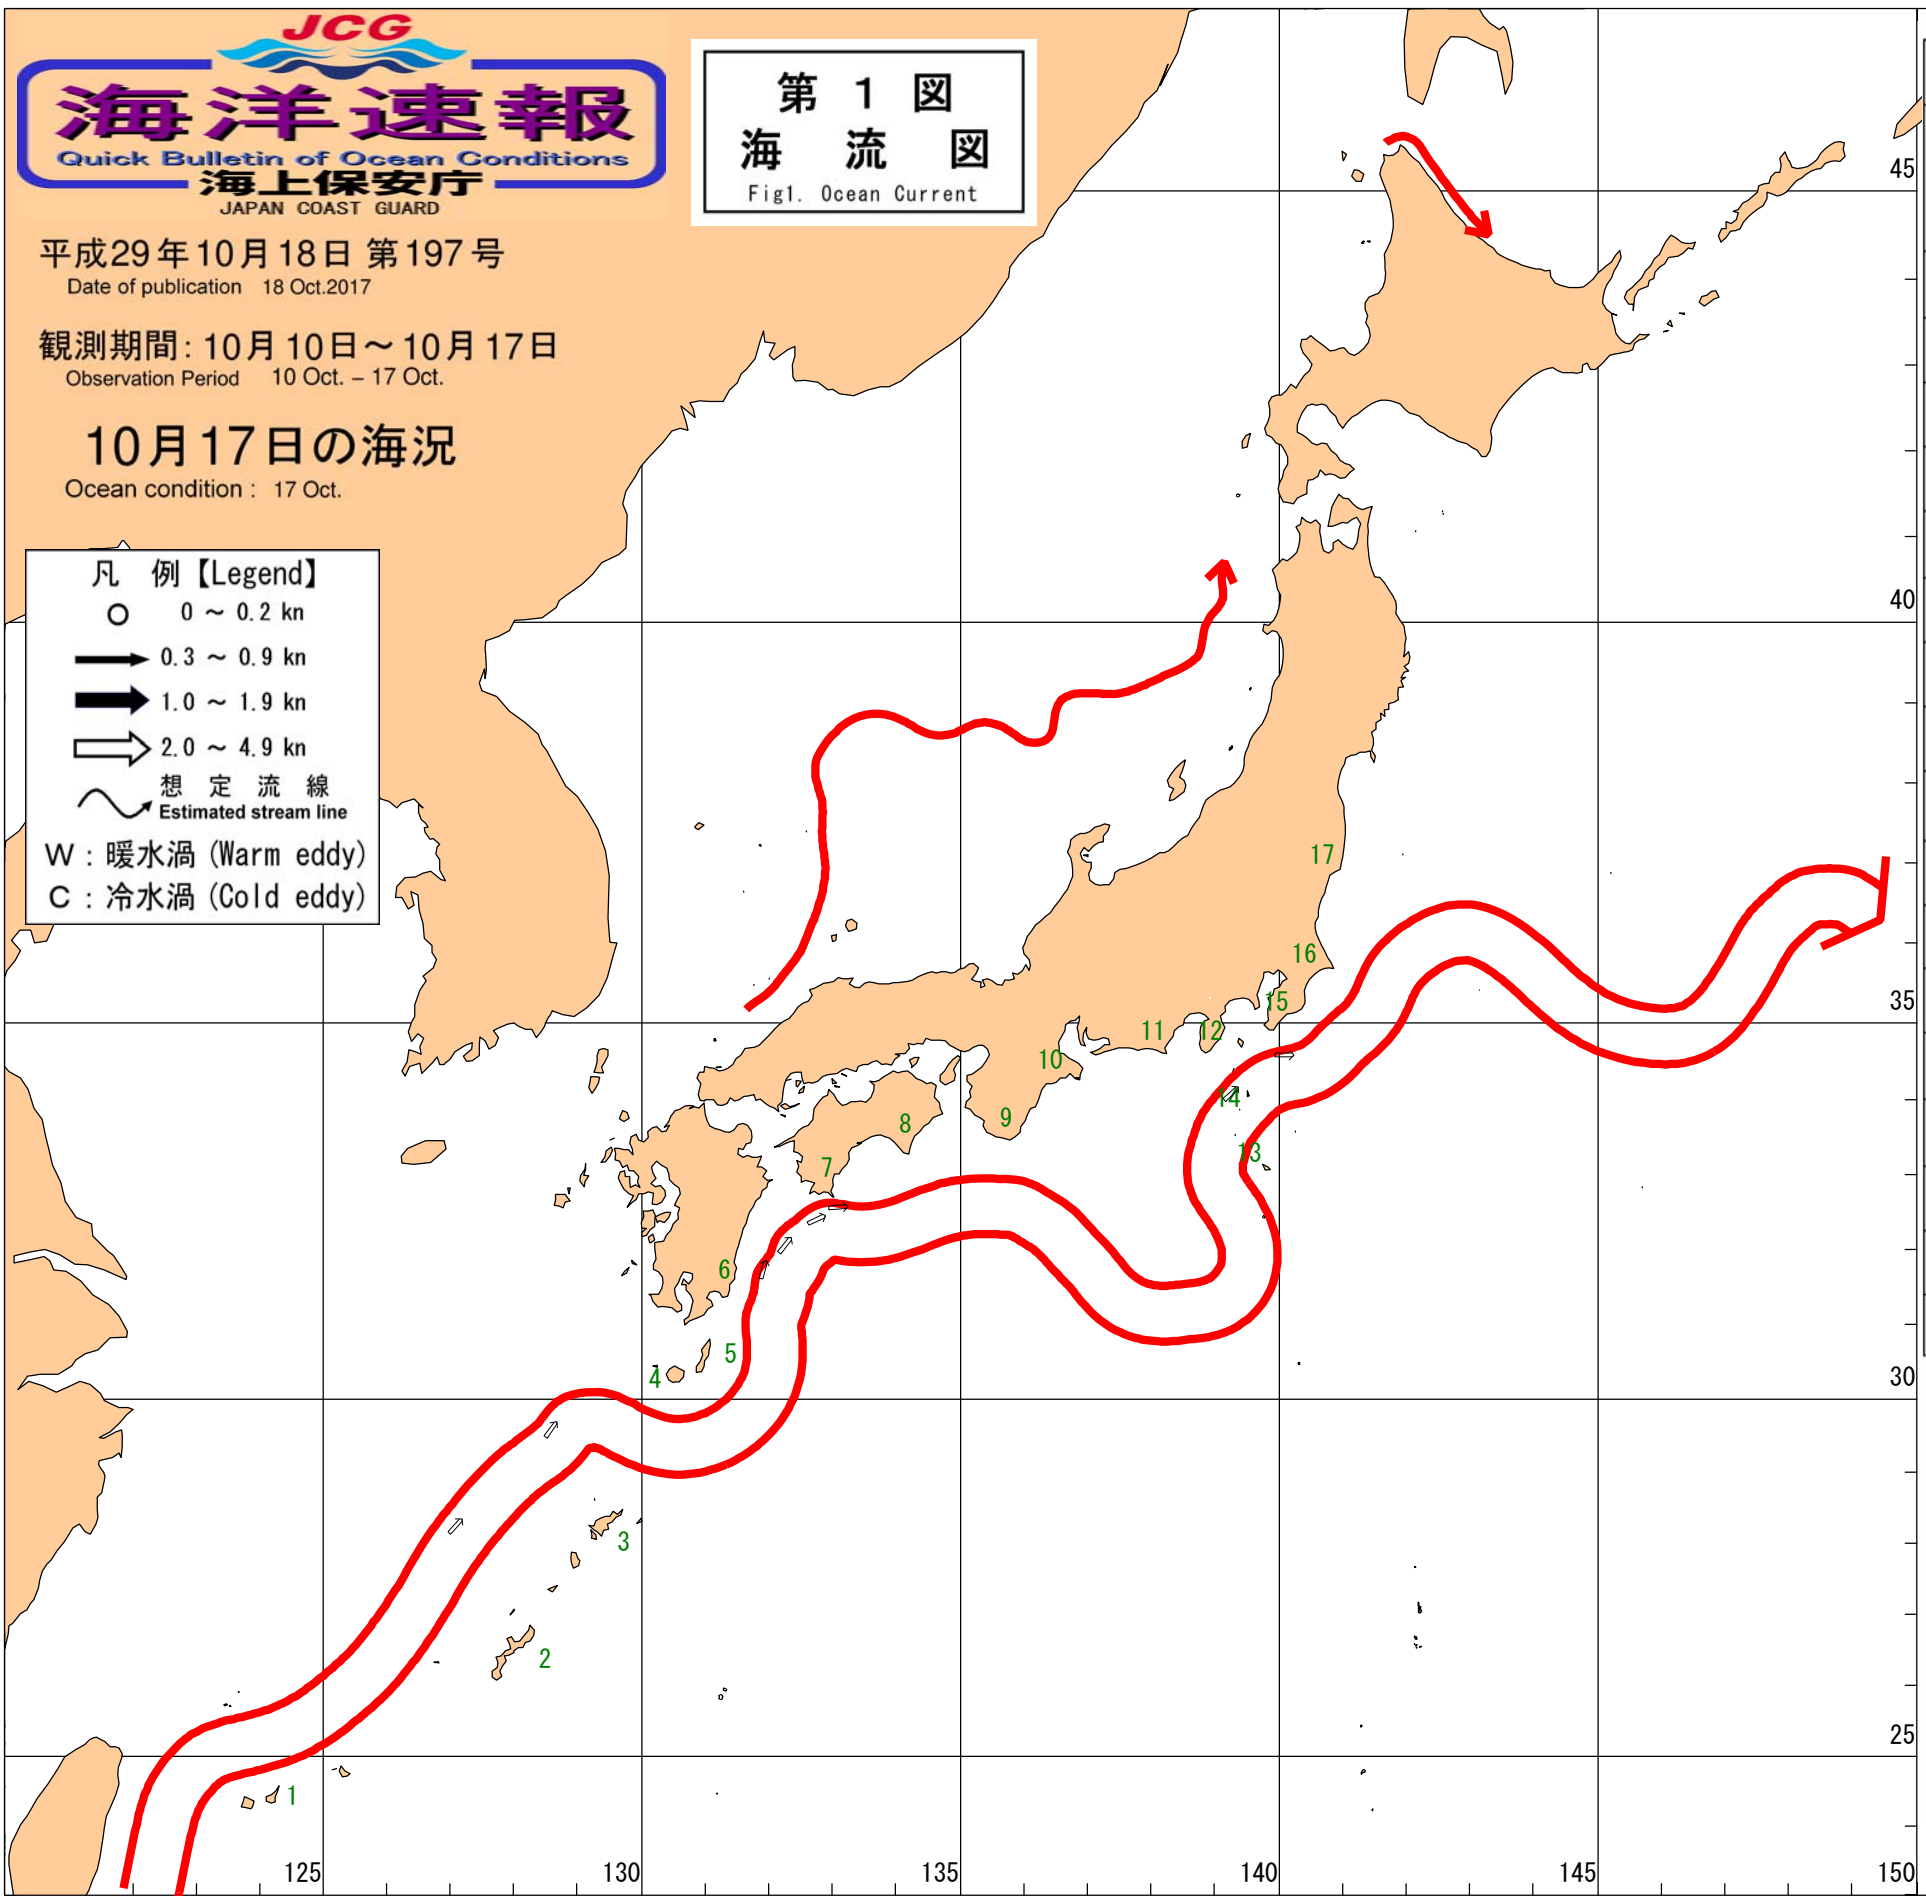 JCG
海洋速報
Quick Bulletin of Ocean Conditions
海上保安庁
JAPAN COAST GUARD
平成29年10月18日 第197号
Date of publication 18 Oct.2017
観測期間: 10月10日～10月17日
Observation Period 10 Oct. – 17 Oct.
10月17日の海況
Ocean condition : 17 Oct.
第 1 図
海 流 図
Fig1. Ocean Current
凡 例【Legend】
0 ～ 0.2 kn
0.3 ～ 0.9 kn
1.0 ～ 1.9 kn
2.0 ～ 4.9 kn
想 定 流 線
Estimated stream line
W : 暖水渦 (Warm eddy)
C : 冷水渦 (Cold eddy)
45
40
35
30
25
17
16
15
14
13
12
11
10
9
8
7
6
5
4
3
2
1
125
130
135
140
145
150